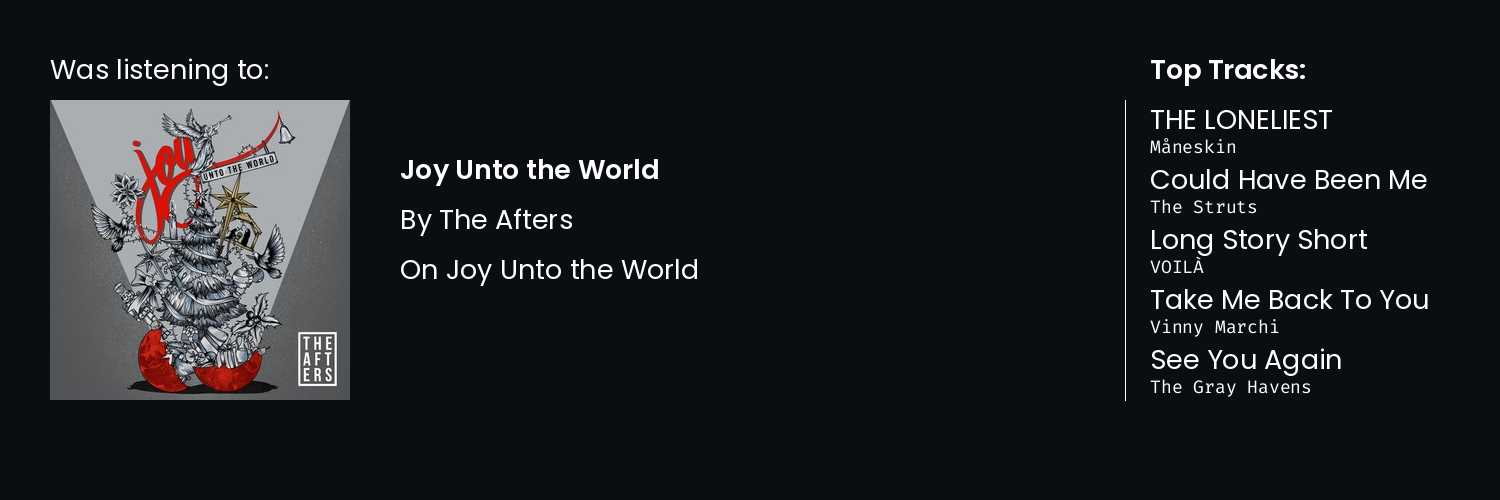 Was listening to:
joy
UNTO THE WORLD
THE
AFT
ERS
Joy Unto the World
By The Afters
On Joy Unto the World
Top Tracks:
THE LONELIEST
Måneskin
Could Have Been Me
The Struts
Long Story Short
VOILÀ
Take Me Back To You
Vinny Marchi
See You Again
The Gray Havens